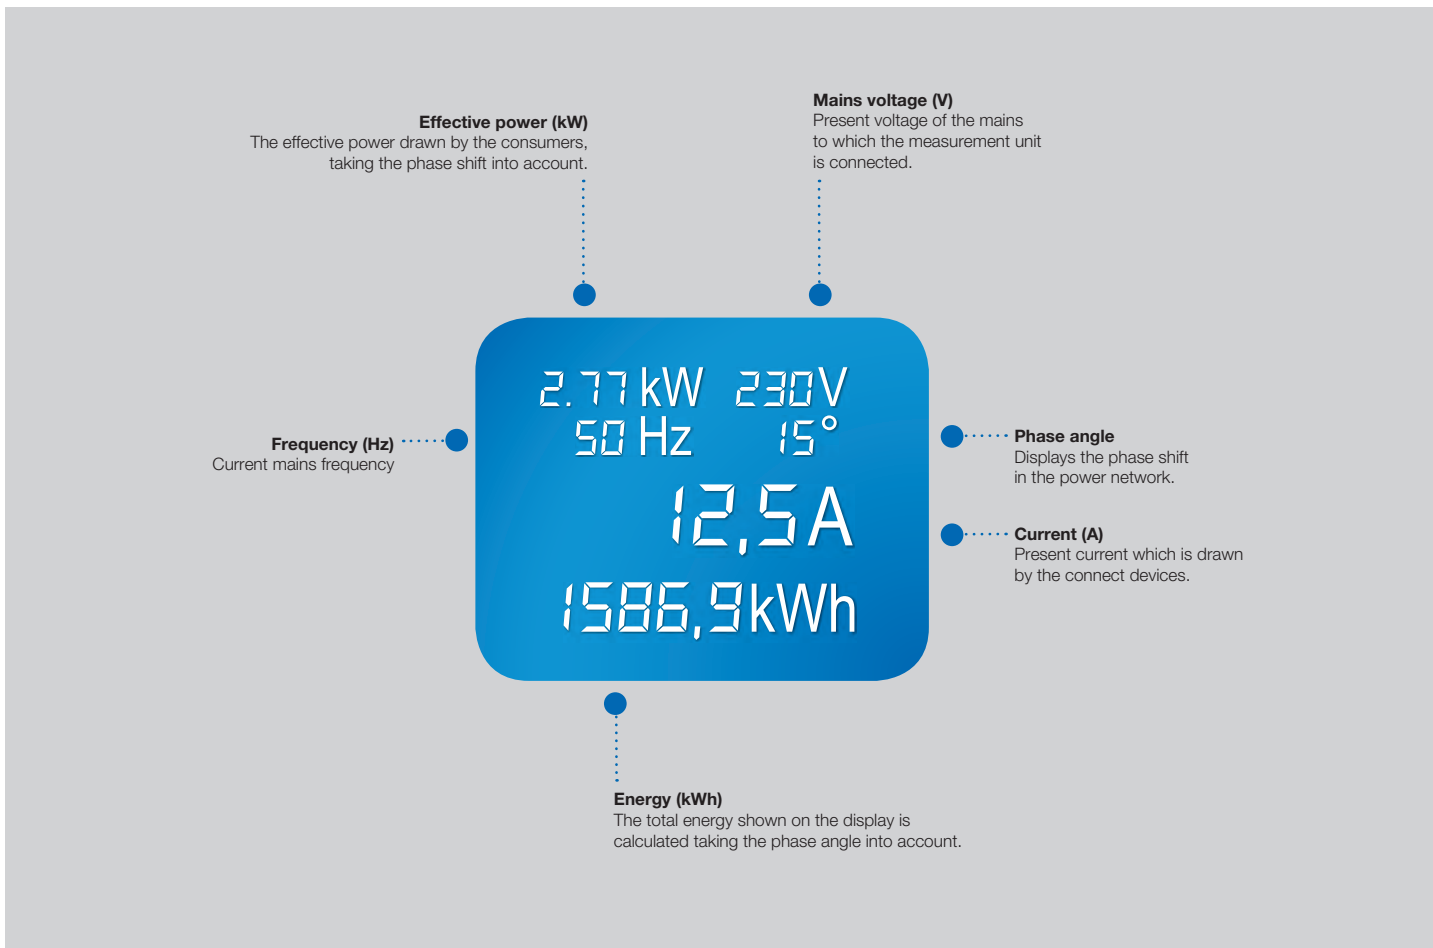 Mains voltage (V)
Present voltage of the mains
to which the measurement unit
is connected.
Effective power (kW)
The effective power drawn by the consumers,
taking the phase shift into account.
2.77 kW 230V
50 Hz 15°
12,5A
1586,9kWh
Frequency (Hz)
Current mains frequency
Phase angle
Displays the phase shift
in the power network.
Current (A)
Present current which is drawn
by the connect devices.
Energy (kWh)
The total energy shown on the display is
calculated taking the phase angle into account.